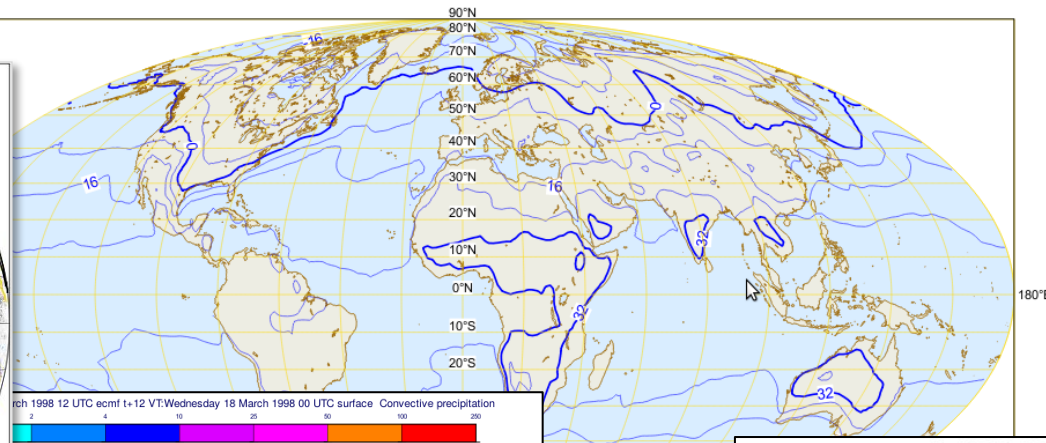 90°N
80°N
-16
70°N
60°N
0
50°N
40°N
0
30°N
16
16
20°N
32
10°N
0°N
180°E
32
10°S
20°S
32
rch 1998 12 UTC ecmf t+12 VT:Wednesday 18 March 1998 00 UTC surface Convective precipitation
2 4 10 25 50 100 250